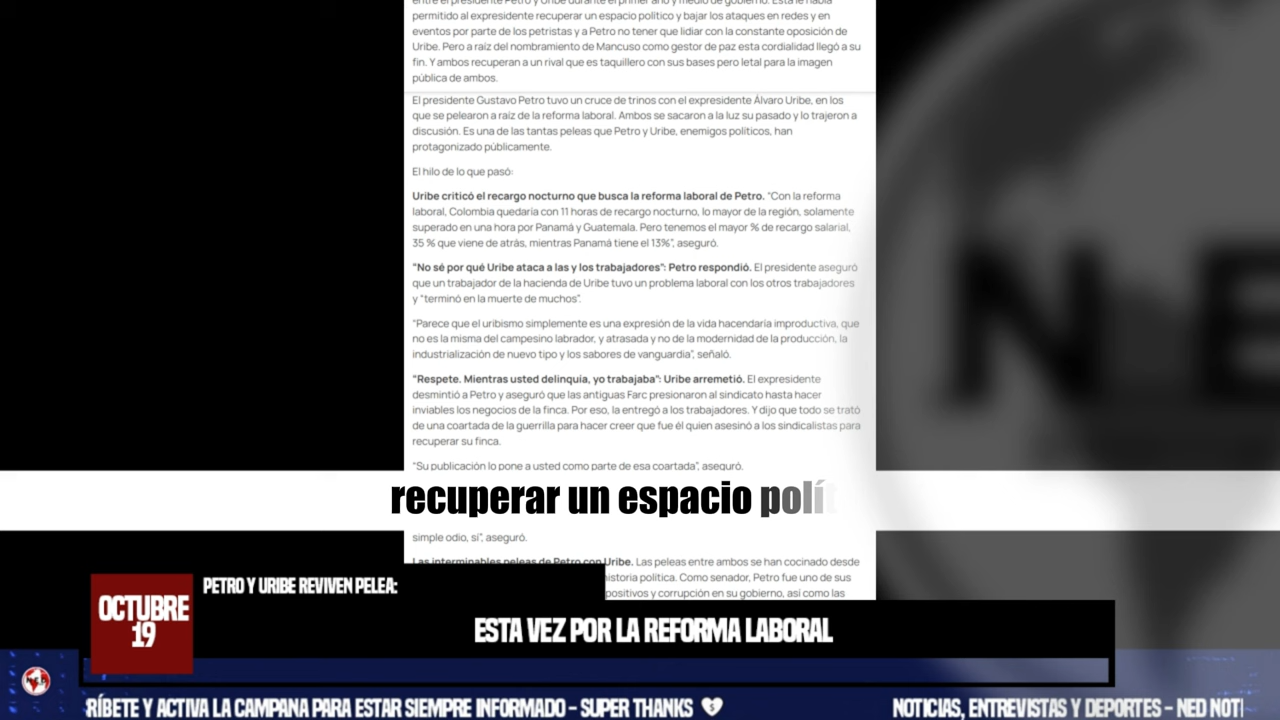 entre el presidente Petro y Uribe durante el primer año y medio de gobierno. Esta le había
permitido al expresidente recuperar un espacio político y bajar los ataques en redes y en
eventos por parte de los petristas y a Petro no tener que lidiar con la constante oposición de
Uribe. Pero a raíz del nombramiento de Mancuso como gestor de paz esta cordialidad llegó a su
fin. Y ambos recuperan a un rival que es taquillero con sus bases pero letal para la imagen
pública de ambos.
El presidente Gustavo Petro tuvo un cruce de trinos con el expresidente Álvaro Uribe, en los
que se pelearon a raíz de la reforma laboral. Ambos se sacaron a la luz su pasado y lo trajeron a
discusión. Es una de las tantas peleas que Petro y Uribe, enemigos políticos, han
protagonizado públicamente.
El hilo de lo que pasó:
Uribe criticó el recargo nocturno que busca la reforma laboral de Petro. “Con la reforma
laboral, Colombia quedaría con 11 horas de recargo nocturno, lo mayor de la región, solamente
superado en una hora por Panamá y Guatemala. Pero tenemos el mayor % de recargo salarial,
35 % que viene de atrás, mientras Panamá tiene el 13%”, aseguró.
“No sé por qué Uribe ataca a las y los trabajadores”: Petro respondió. El presidente aseguró
que un trabajador de la hacienda de Uribe tuvo un problema laboral con los otros trabajadores
y “terminó en la muerte de muchos”.
“Parece que el uribismo simplemente es una expresión de la vida hacendaria improductiva, que
no es la misma del campesino labrador, y atrasada y no de la modernidad de la producción, la
industrialización de nuevo tipo y los sabores de vanguardia”, señaló.
“Respete. Mientras usted delinquía, yo trabajaba”: Uribe arremetió. El expresidente
desmintió a Petro y aseguró que las antiguas Farc presionaron al sindicato hasta hacer
inviables los negocios de la finca. Por eso, la entregó a los trabajadores. Y dijo que todo se trató
de una coartada de la guerrilla para hacer creer que fue él quien asesinó a los sindicalistas para
recuperar su finca.
“Su publicación lo pone a usted como parte de esa coartada”, aseguró.
recuperar un espacio polít
simple odio, sí”, aseguró.
Las interminables peleas de Petro con Uribe. Las peleas entre ambos se han cocinado desde
historia política. Como senador, Petro fue uno de sus
positivos y corrupción en su gobierno, así como las
NE
OCTUBRE
19
PETRO Y URIBE REVIVEN PELEA:
ESTA VEZ POR LA REFORMA LABORAL
RÍBETE Y ACTIVA LA CAMPANA PARA ESTAR SIEMPRE INFORMADO - SUPER THANKS
NOTICIAS, ENTREVISTAS Y DEPORTES - NED NOTI